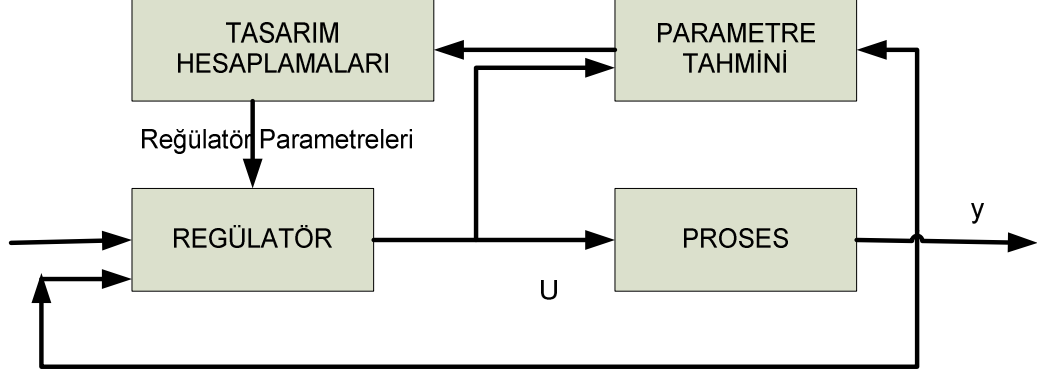 TASARIM
HESAPLAMALARI
PARAMETRE
TAHMİNİ
Reğülatör Parametreleri
REGÜLATÖR
PROSES
y
U